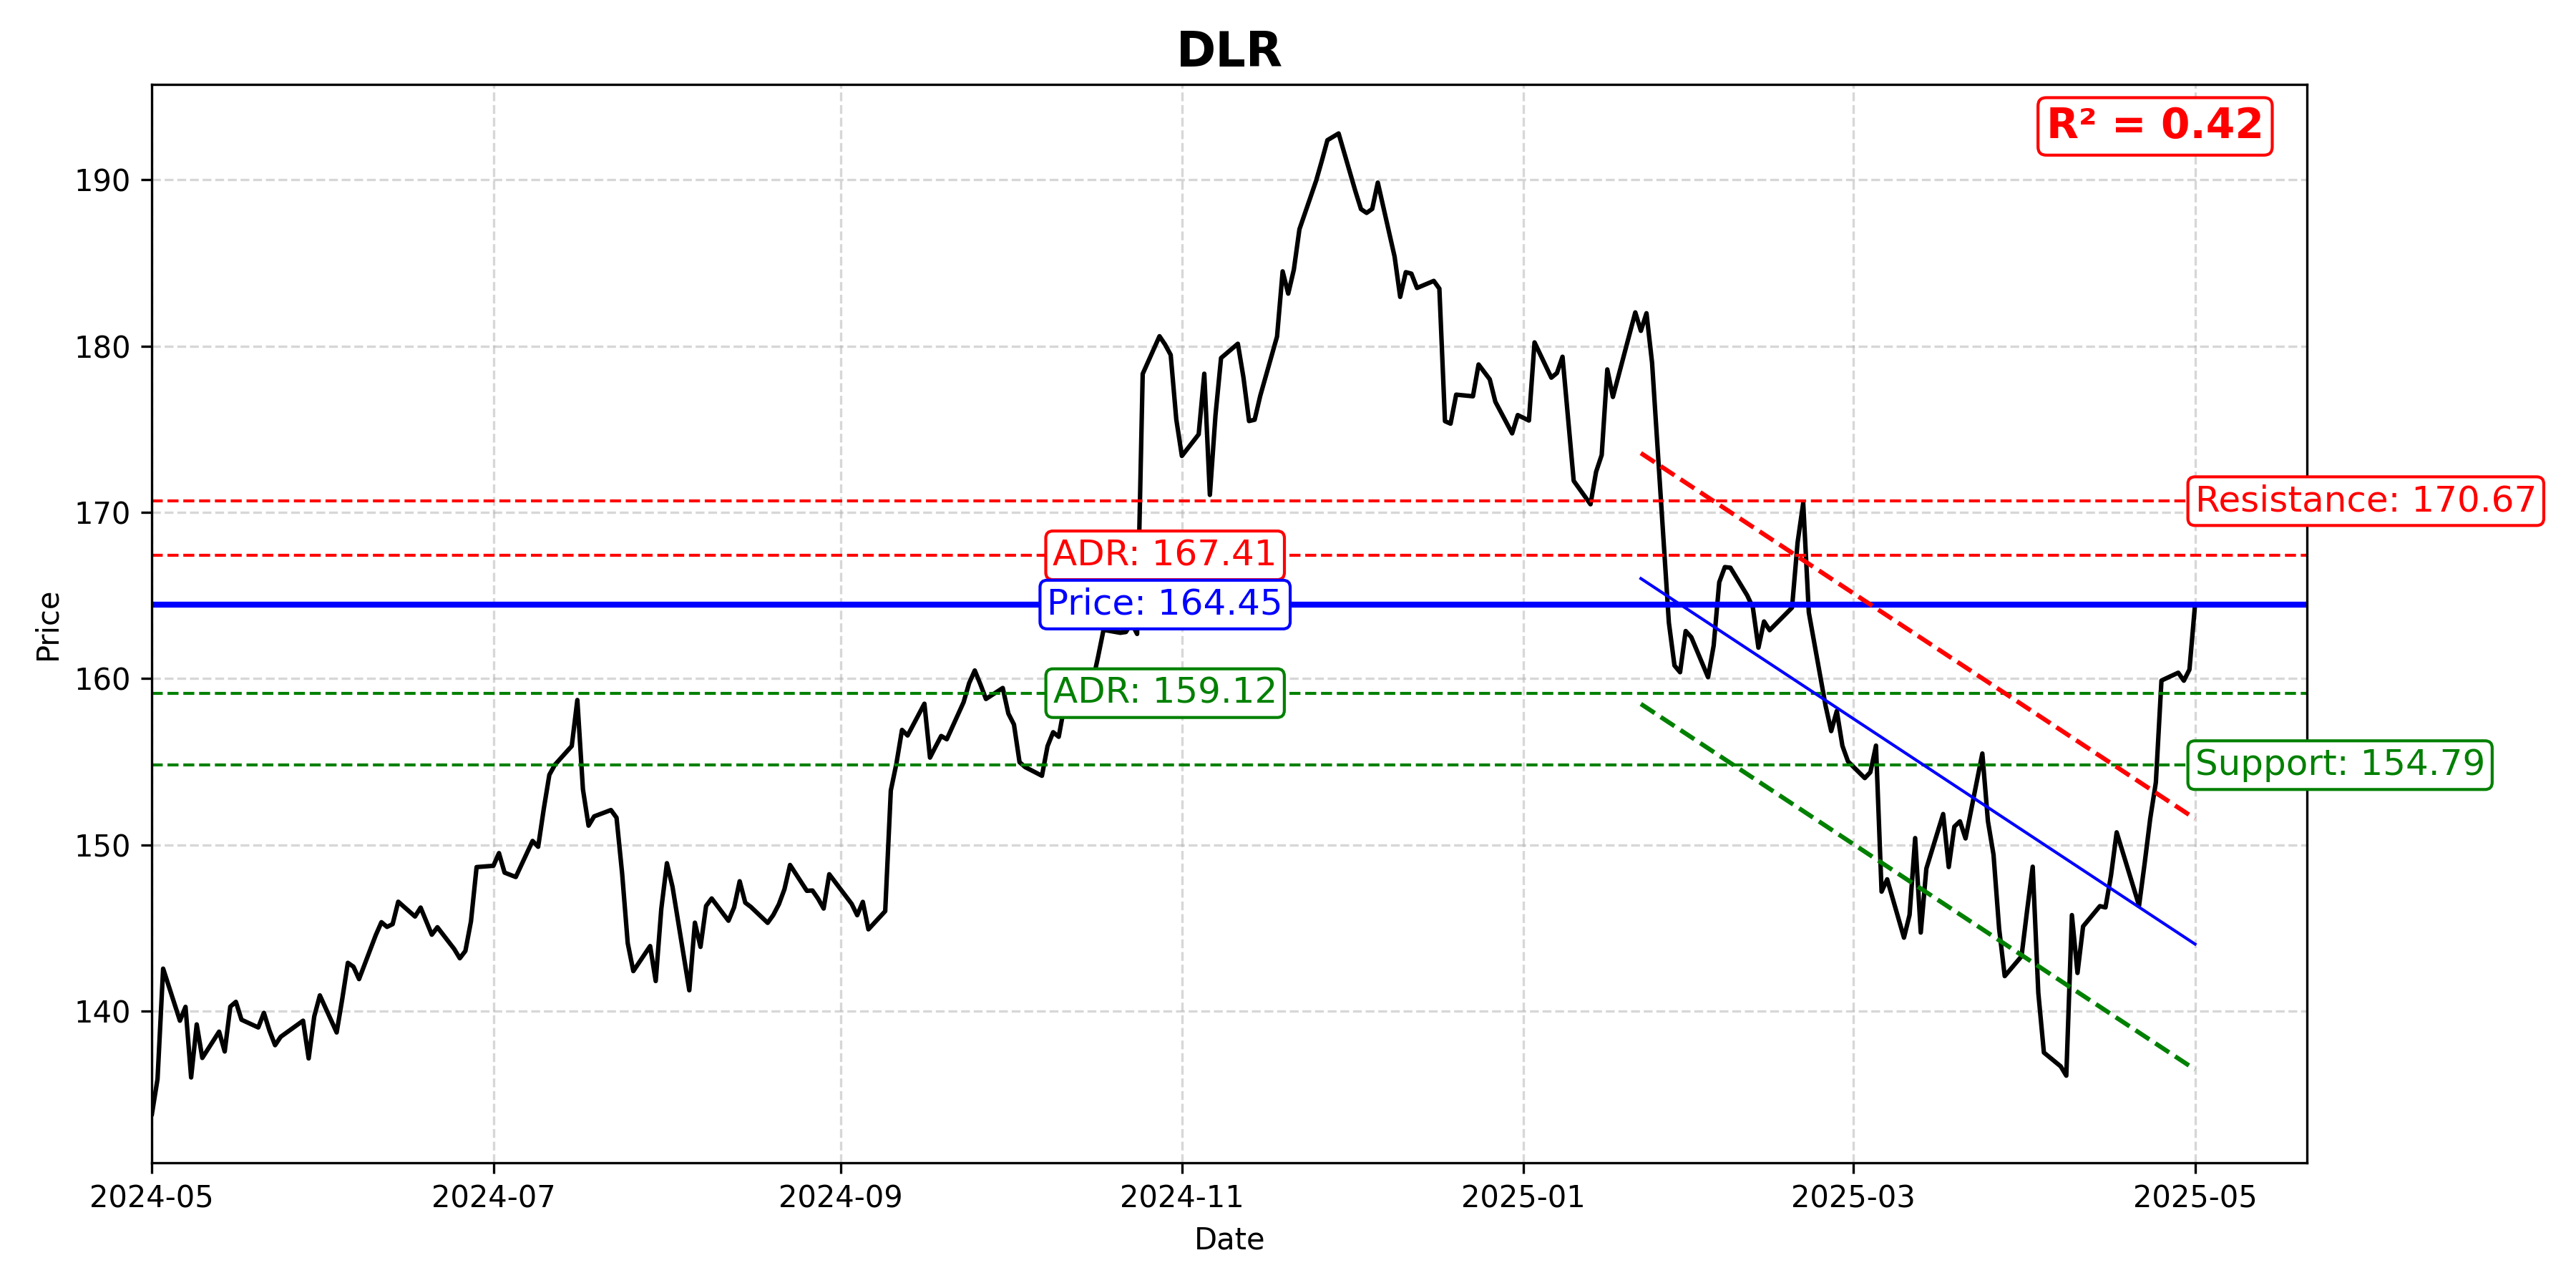 DLR
R² = 0.42
190
180
170
160
150
140
Price
Resistance: 170.67
ADR: 167.41
Price: 164.45
ADR: 159.12
Support: 154.79
2024-05
2024-07
2024-09
2024-11
2025-01
2025-03
2025-05
Date